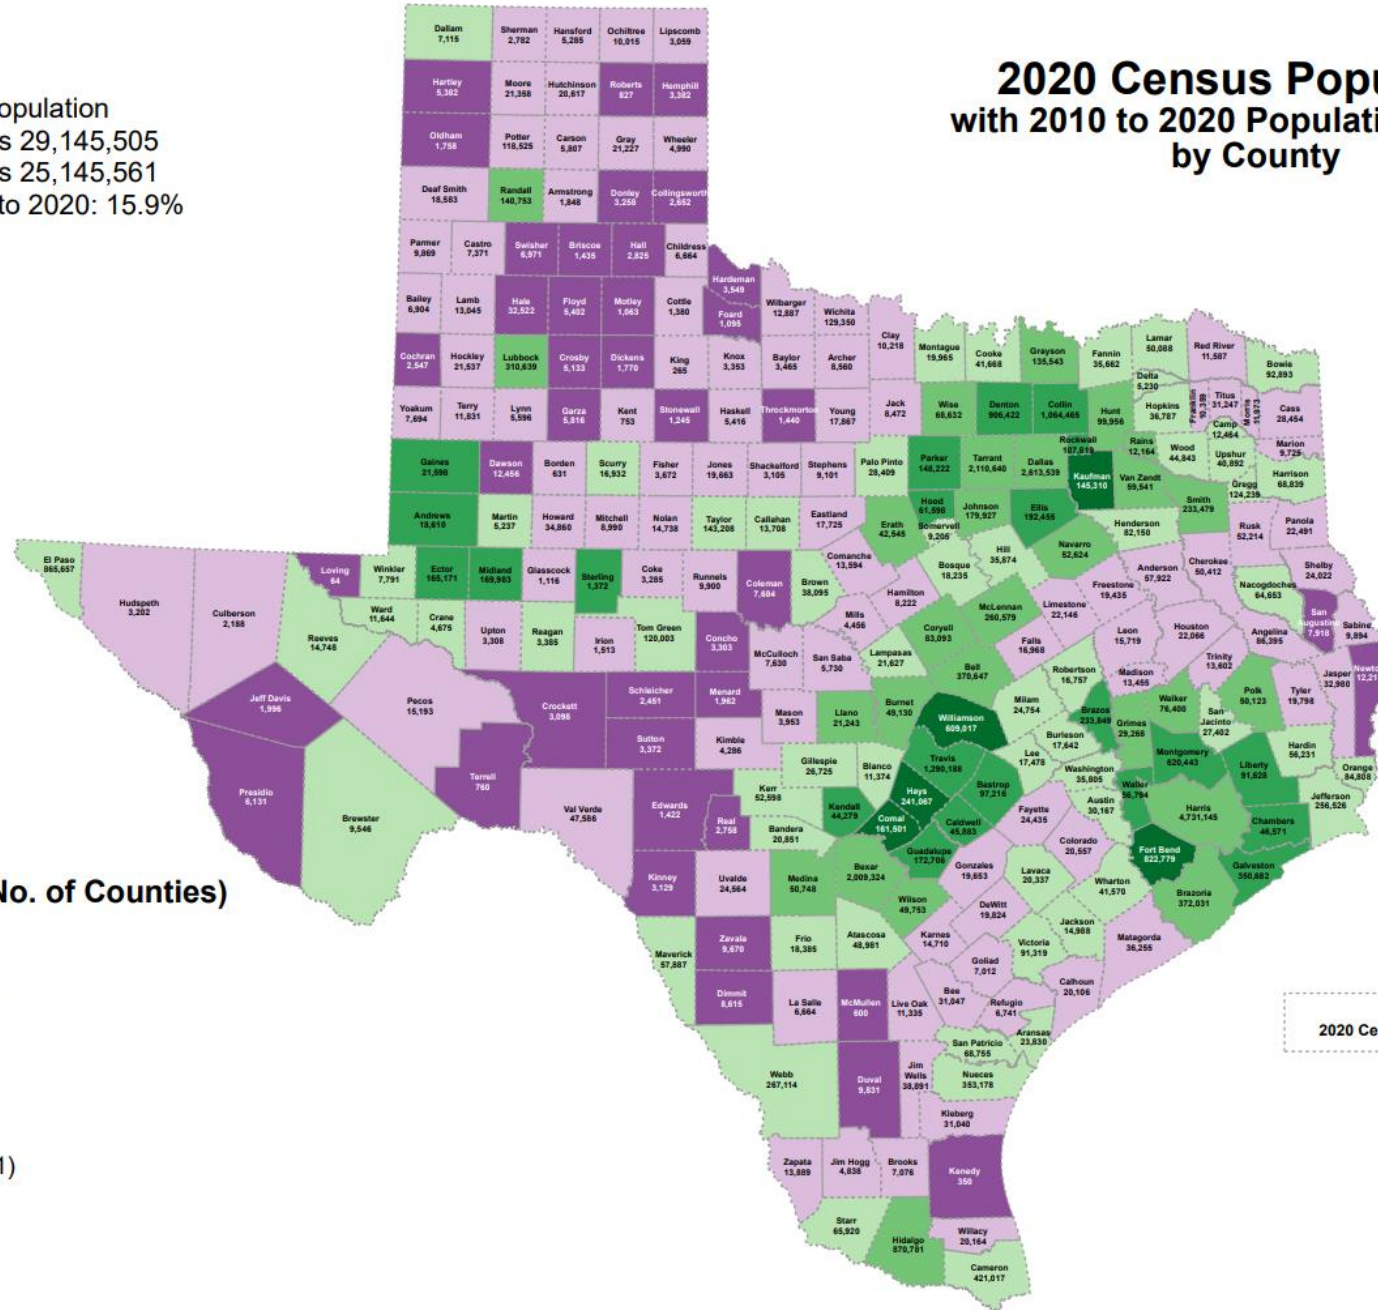 2020 Census Popu
with 2010 to 2020 Populati
by County
opulation
s 29,145,505
s 25,145,561
to 2020: 15.9%
Dallam
7,115
Sherman
2,782
Hansford
5,285
Ochiltree
10,015
Lipscomb
3,059
Hartley
5,382
Moore
21,358
Hutchinson
20,617
Roberts
827
Hemphill
3,382
Oldham
1,758
Potter
118,525
Carson
5,807
Gray
21,227
Wheeler
4,990
Deaf Smith
18,583
Randall
140,753
Armstrong
1,848
Donley
3,258
Collingsworth
2,652
Parmer
9,869
Castro
7,371
Swisher
6,971
Briscoe
1,435
Hall
2,825
Childress
6,664
Hardeman
3,549
Bailey
6,904
Lamb
13,045
Hale
32,522
Floyd
5,402
Motley
1,063
Cottle
1,380
Foard
1,095
Wilbarger
12,887
Wichita
129,350
Clay
10,218
Montague
19,965
Cooke
41,668
Grayson
135,543
Fannin
35,662
Lamar
50,088
Red River
11,587
Bowie
92,893
Cochran
2,547
Hockley
21,537
Lubbock
310,639
Crosby
5,133
Dickens
1,770
King
265
Knox
3,353
Baylor
3,465
Archer
8,560
Delta
5,230
Yoakum
7,694
Terry
11,831
Lynn
5,596
Garza
5,816
Kent
753
Stonewall
1,245
Haskell
5,416
Throckmorton
1,440
Young
17,867
Jack
8,472
Wise
68,632
Denton
906,422
Collin
1,064,465
Hunt
99,956
Hopkins
36,787
Franklin
10,359
Titus
31,247
Morris
11,973
Cass
28,454
Camp
12,464
Marion
9,725
Gaines
21,598
Dawson
12,456
Borden
631
Scurry
16,932
Fisher
3,672
Jones
19,663
Shackelford
3,105
Stephens
9,101
Palo Pinto
28,409
Parker
148,222
Tarrant
2,110,640
Dallas
2,613,539
Rockwall
107,819
Kaufman
145,310
Rains
12,164
Van Zandt
59,541
Wood
44,843
Upshur
40,892
Gregg
124,239
Harrison
68,839
Andrews
18,610
Martin
5,237
Howard
34,860
Mitchell
8,990
Nolan
14,738
Taylor
143,208
Callahan
13,708
Eastland
17,725
Erath
42,545
Hood
61,598
Somervell
9,205
Johnson
179,927
Ellis
192,455
Navarro
52,624
Henderson
82,150
Smith
233,479
Rusk
52,214
Panola
22,491
El Paso
865,657
Hudspeth
3,202
Culberson
2,188
Loving
64
Winkler
7,791
Ector
165,171
Midland
169,983
Glasscock
1,116
Sterling
1,372
Coke
3,285
Runnels
9,900
Coleman
7,684
Brown
38,095
Comanche
13,594
Hamilton
8,222
Bosque
18,235
Hill
35,874
Freestone
19,435
Anderson
57,922
Cherokee
50,412
Nacogdoches
64,653
Shelby
24,022
Reeves
14,748
Ward
11,644
Crane
4,675
Upton
3,308
Reagan
3,385
Irion
1,513
Tom Green
120,003
Concho
3,303
McCulloch
7,630
San Saba
5,730
Mills
4,456
Lampasas
21,627
Coryell
83,093
McLennan
260,579
Limestone
22,146
Falls
16,968
Leon
15,719
Houston
22,066
Angelina
86,395
San
Augustine
7,918
Sabine
9,894
Jeff Davis
1,996
Pecos
15,193
Crockett
3,098
Schleicher
2,451
Menard
1,962
Mason
3,953
Llano
21,243
Burnet
49,130
Bell
370,647
Williamson
609,017
Milam
24,754
Robertson
16,757
Brazos
233,849
Madison
13,455
Trinity
13,602
Walker
76,400
San
Jacinto
27,402
Polk
50,123
Tyler
19,798
Jasper
32,980
Newto
12,21
Presidio
6,131
Brewster
9,546
Terrell
760
Val Verde
47,586
Sutton
3,372
Kimble
4,286
Gillespie
26,725
Blanco
11,374
Travis
1,290,188
Hays
241,067
Bastrop
97,216
Lee
17,478
Burleson
17,642
Grimes
29,268
Washington
35,805
Montgomery
620,443
Liberty
91,628
Hardin
56,231
Orange
84,808
Edwards
1,422
Real
2,758
Kerr
52,598
Kendall
44,279
Comal
161,501
Caldwell
45,883
Bandera
20,851
Guadalupe
172,706
Fayette
24,435
Austin
30,167
Waller
56,794
Harris
4,731,145
Chambers
46,571
Jefferson
256,526
Kinney
3,129
Uvalde
24,564
Medina
50,748
Bexar
2,009,324
Wilson
49,753
Gonzales
19,653
Lavaca
20,337
Colorado
20,557
Wharton
41,570
Fort Bend
822,779
Brazoria
372,031
Galveston
350,682
No. of Counties)
Maverick
57,887
Zavala
9,670
Frio
18,385
Atascosa
48,981
Karnes
14,710
DeWitt
19,824
Victoria
91,319
Jackson
14,988
Matagorda
36,255
Dimmit
8,615
La Salle
6,664
McMullen
600
Live Oak
11,335
Bee
31,047
Goliad
7,012
Refugio
6,741
Calhoun
20,106
Aransas
23,830
San Patricio
68,755
2020 Ce
Webb
267,114
Duval
9,831
Jim
Wells
38,891
Nueces
353,178
Kleberg
31,040
1)
Zapata
13,889
Jim Hogg
4,838
Brooks
7,076
Kenedy
350
Starr
65,920
Hidalgo
870,781
Willacy
20,164
Cameron
421,017